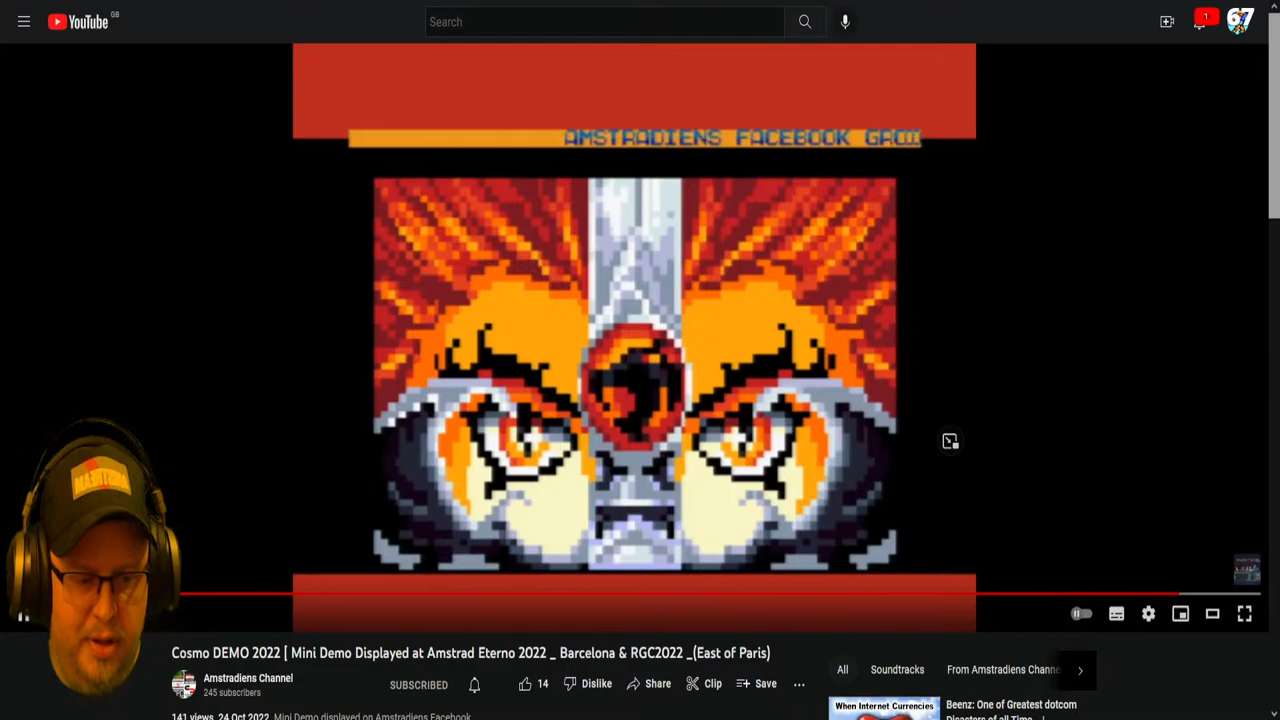 YouTube GB
Search
1
67
AMSTRADIENS FACEBOOK GROU
Cosmo DEMO 2022 [ Mini Demo Displayed at Amstrad Eterno 2022 _ Barcelona & RGC2022 _(East of Paris)
Amstradiens Channel
245 subscribers
SUBSCRIBED
14
Dislike
Share
Clip
Save
141 views, 24 Oct 2022 Mini Demo displayed on Amstradiens Facebook
All
Soundtracks
From Amstradiens Channe
When Internet Currencies
Beenz: One of Greatest dotcom
Disasters of all Time